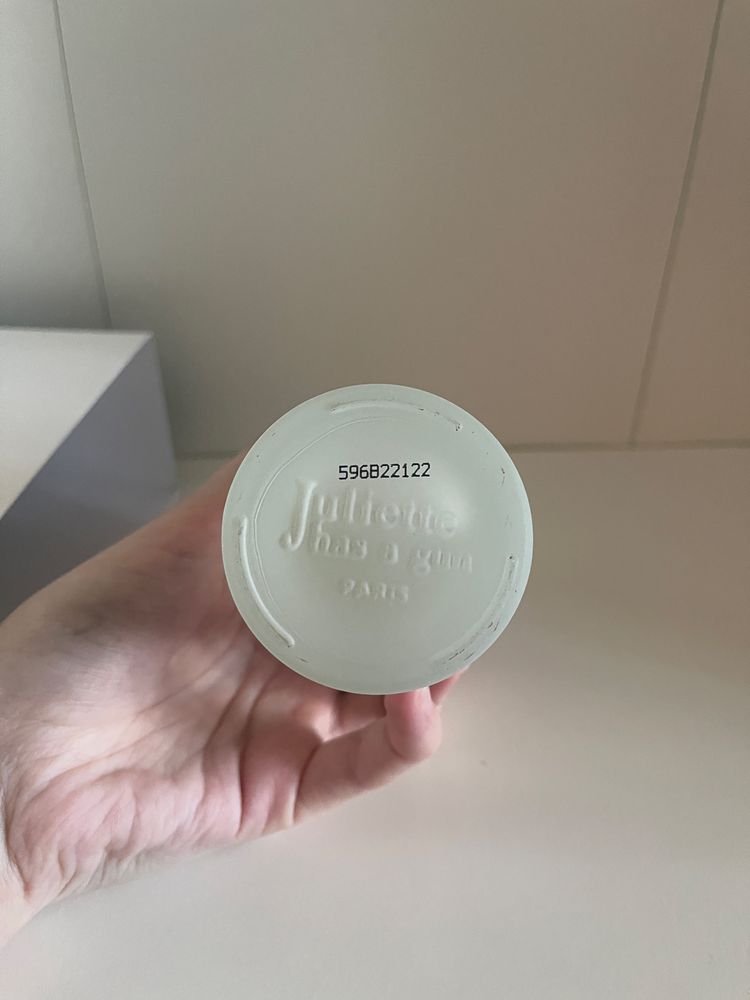 596B22122
Juliette
has a gun
PARIS